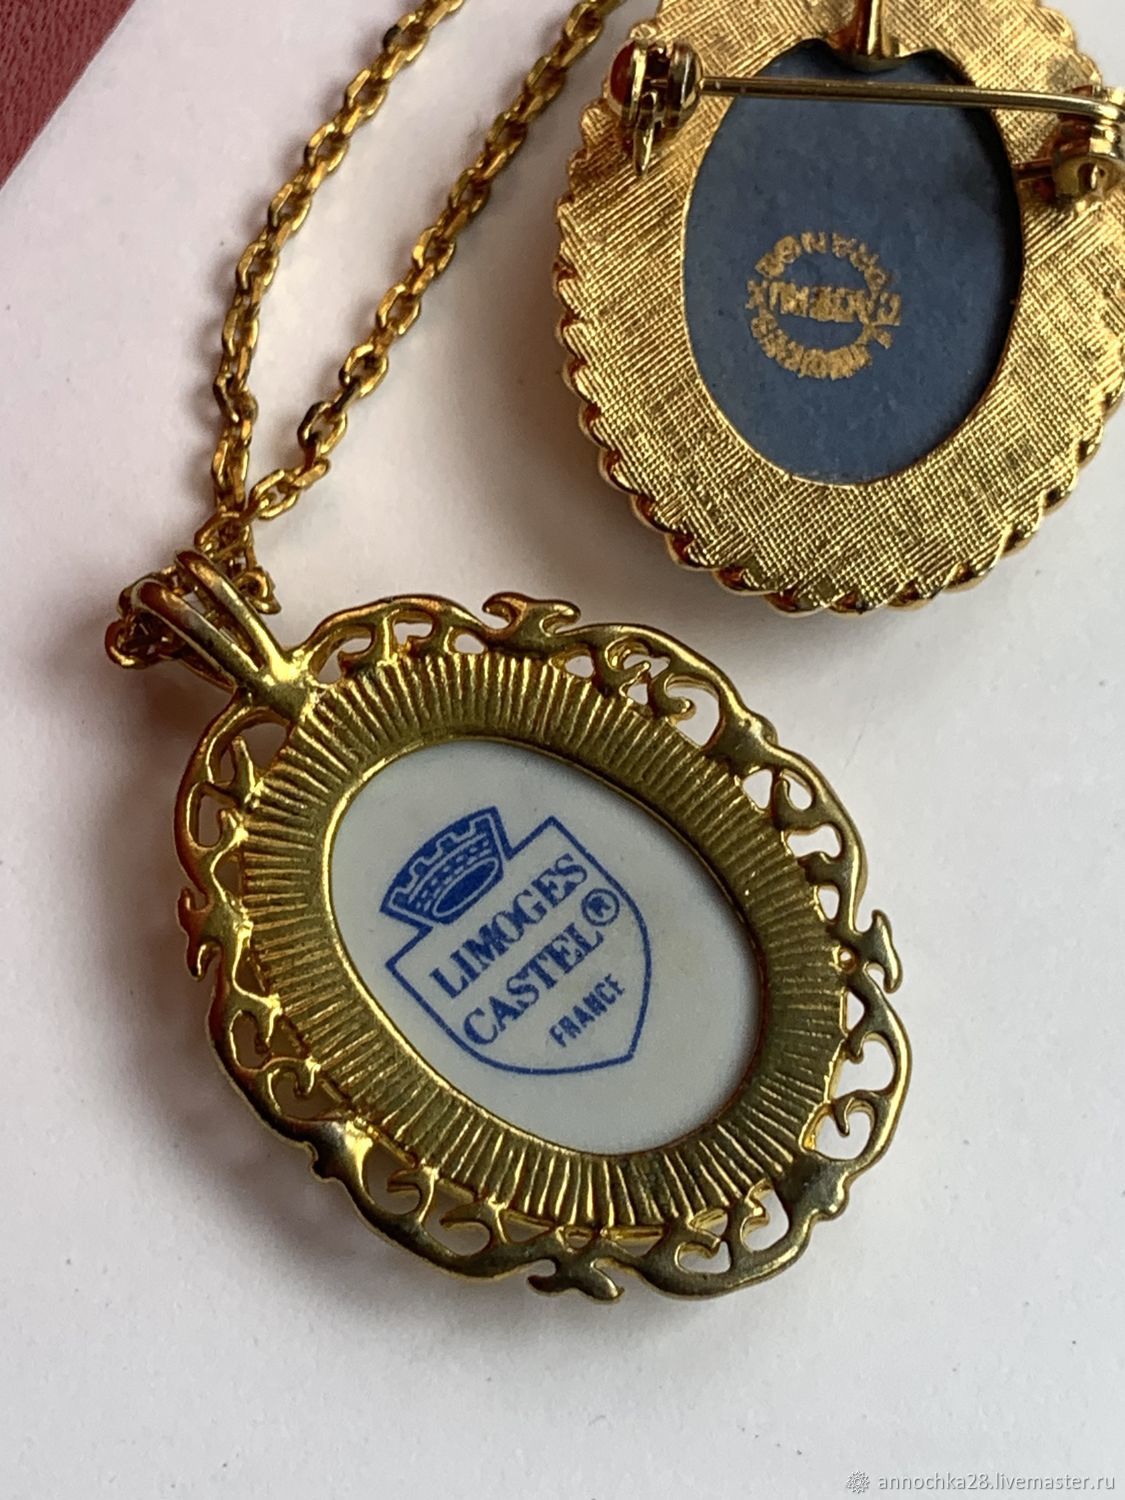 LIMOGES
CASTEL®
FRANCE
annochka28.livemaster.ru